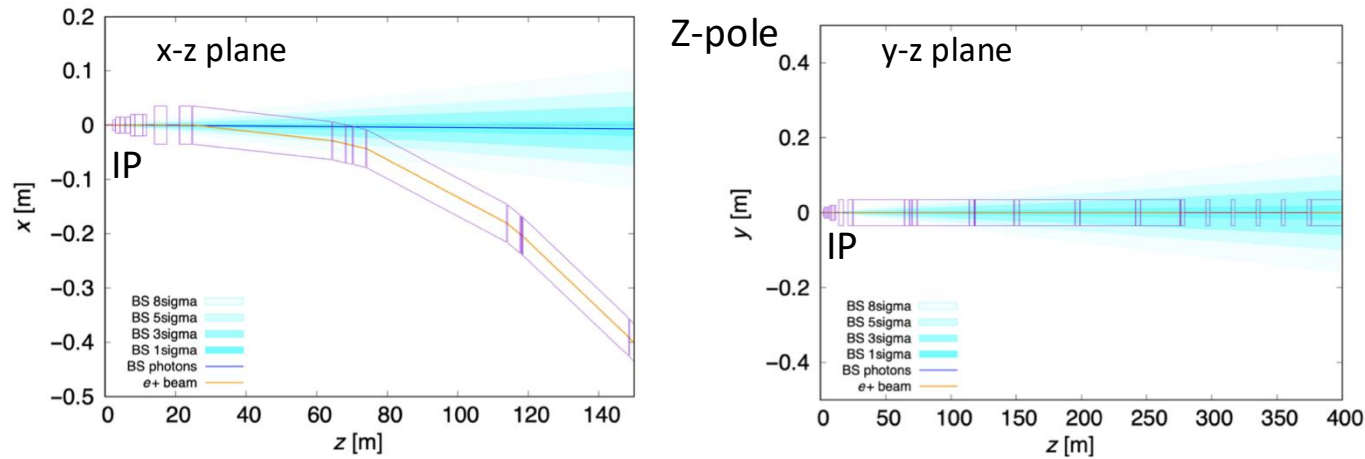 Z-pole
x-z plane
0.2
0.1
0
−0.1
−0.2
−0.3
−0.4
−0.5
x [m]
IP
BS 8sigma
BS 5sigma
BS 3sigma
BS 1sigma
BS photons
e+ beam
0 20 40 60 80 100 120 140
z [m]
y-z plane
0.4
0.2
0
−0.2
−0.4
y [m]
IP
BS 8sigma
BS 5sigma
BS 3sigma
BS 1sigma
BS photons
e+ beam
0 50 100 150 200 250 300 350 400
z [m]